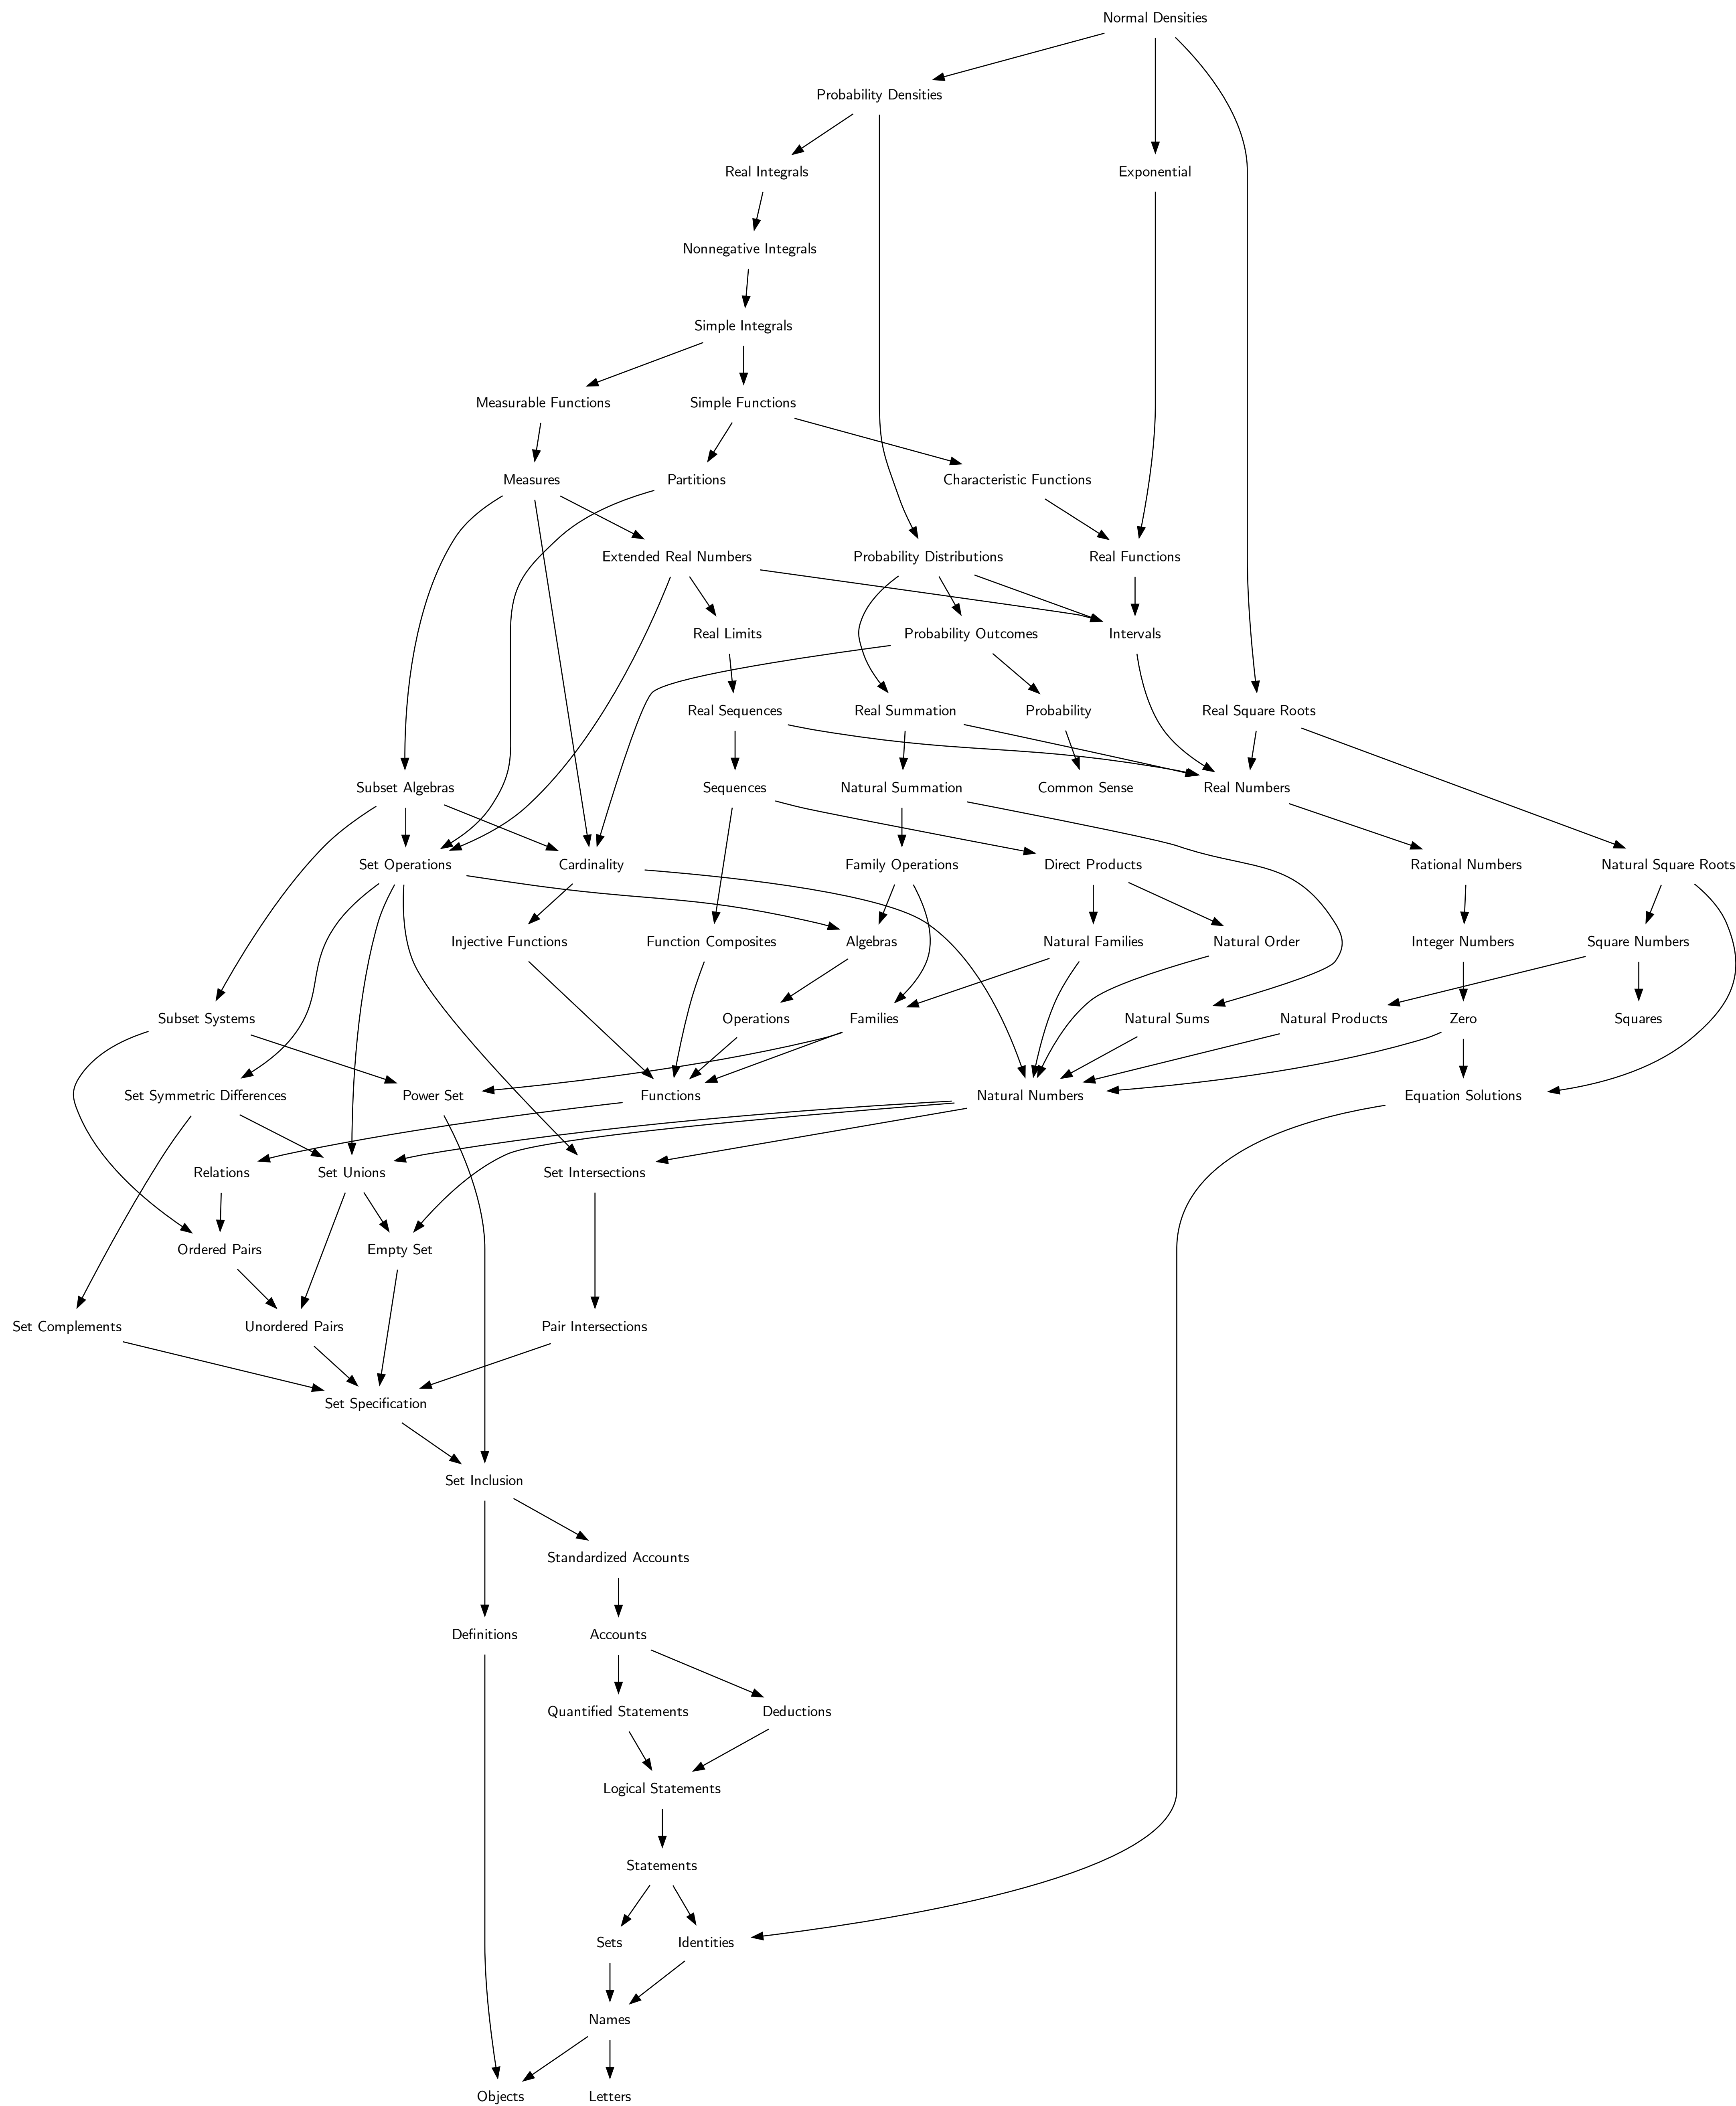 Normal Densities
Probability Densities
Real Integrals
Exponential
Nonnegative Integrals
Simple Integrals
Measurable Functions
Simple Functions
Measures
Partitions
Characteristic Functions
Extended Real Numbers
Probability Distributions
Real Functions
Real Limits
Probability Outcomes
Intervals
Real Sequences
Real Summation
Probability
Real Square Roots
Subset Algebras
Sequences
Natural Summation
Common Sense
Real Numbers
Set Operations
Cardinality
Family Operations
Direct Products
Rational Numbers
Natural Square Roots
Injective Functions
Function Composites
Algebras
Natural Families
Natural Order
Integer Numbers
Square Numbers
Subset Systems
Operations
Families
Natural Sums
Natural Products
Zero
Squares
Set Symmetric Differences
Power Set
Functions
Natural Numbers
Equation Solutions
Relations
Set Unions
Set Intersections
Ordered Pairs
Empty Set
Set Complements
Unordered Pairs
Pair Intersections
Set Specification
Set Inclusion
Standardized Accounts
Definitions
Accounts
Quantified Statements
Deductions
Logical Statements
Statements
Sets
Identities
Names
Objects
Letters